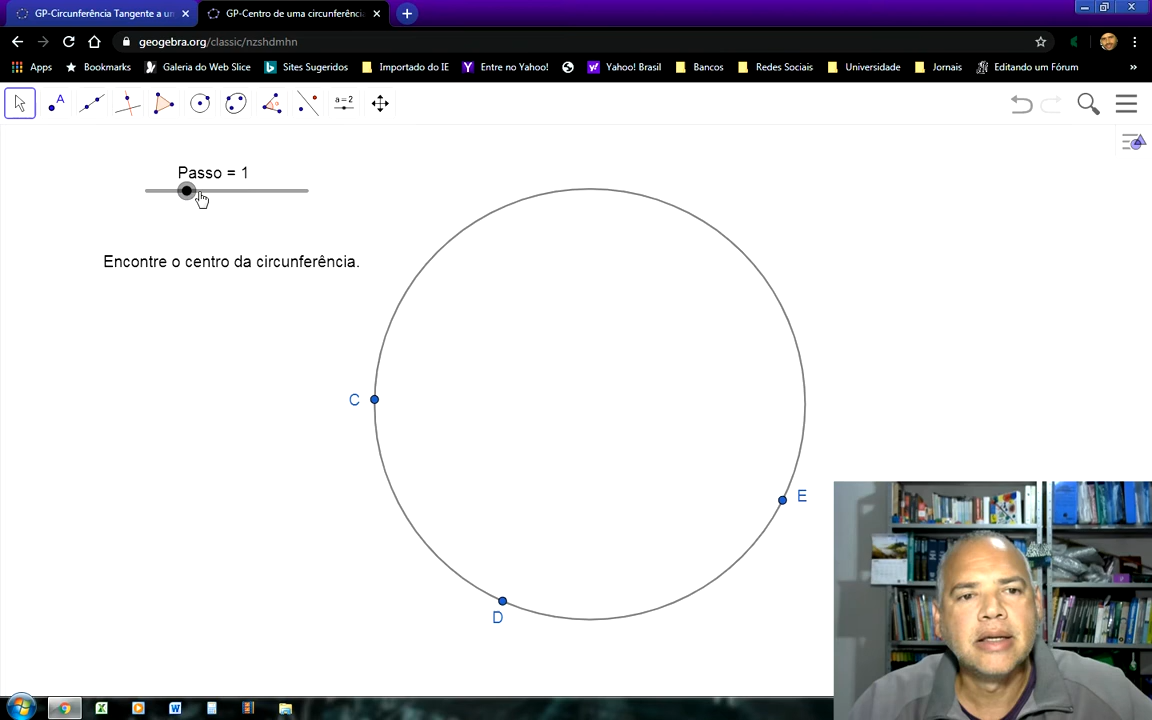 GP-Circunferência Tangente a un
GP-Centro de uma circunferência
geogebra.org/classic/nzshdmhn
Apps
Bookmarks
Galeria do Web Slice
Sites Sugeridos
Importado do IE
Entre no Yahoo!
Yahoo! Brasil
Bancos
Redes Sociais
Universidade
Jornais
Editando um Fórum
»
A
a=2
Passo = 1
Encontre o centro da circunferência.
C
E
D